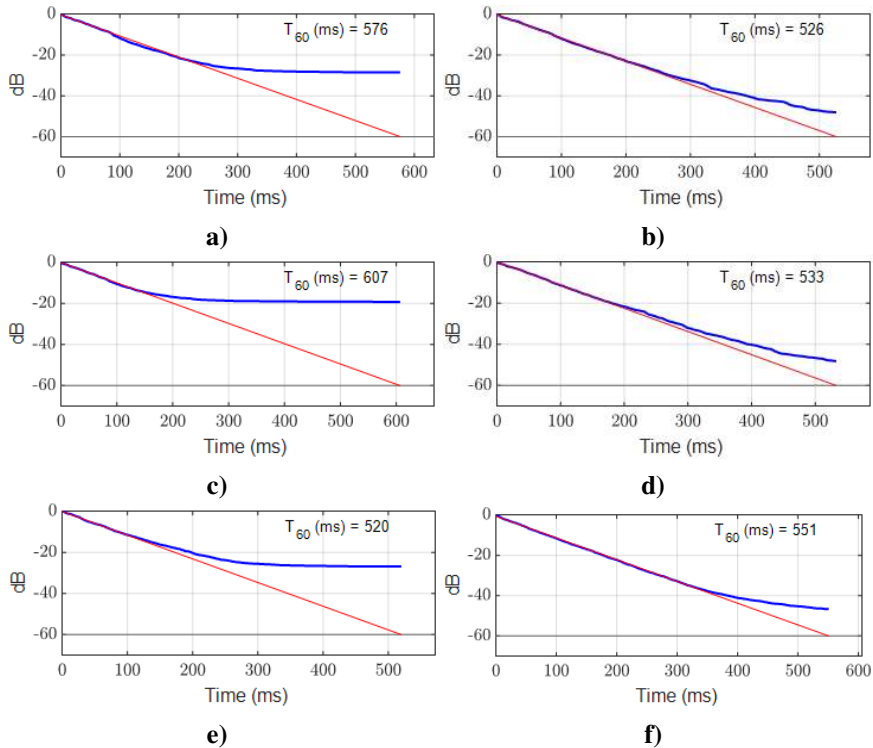 T60 (ms) = 576
0
-20
-40
-60
dB
0 100 200 300 400 500 600
Time (ms)
a)
T60 (ms) = 526
0
-20
-40
-60
dB
0 100 200 300 400 500
Time (ms)
b)
T60 (ms) = 607
0
-20
-40
-60
dB
0 100 200 300 400 500 600
Time (ms)
c)
T60 (ms) = 533
0
-20
-40
-60
dB
0 100 200 300 400 500
Time (ms)
d)
T60 (ms) = 520
0
-20
-40
-60
dB
0 100 200 300 400 500
Time (ms)
e)
T60 (ms) = 551
0
-20
-40
-60
dB
0 100 200 300 400 500 600
Time (ms)
f)